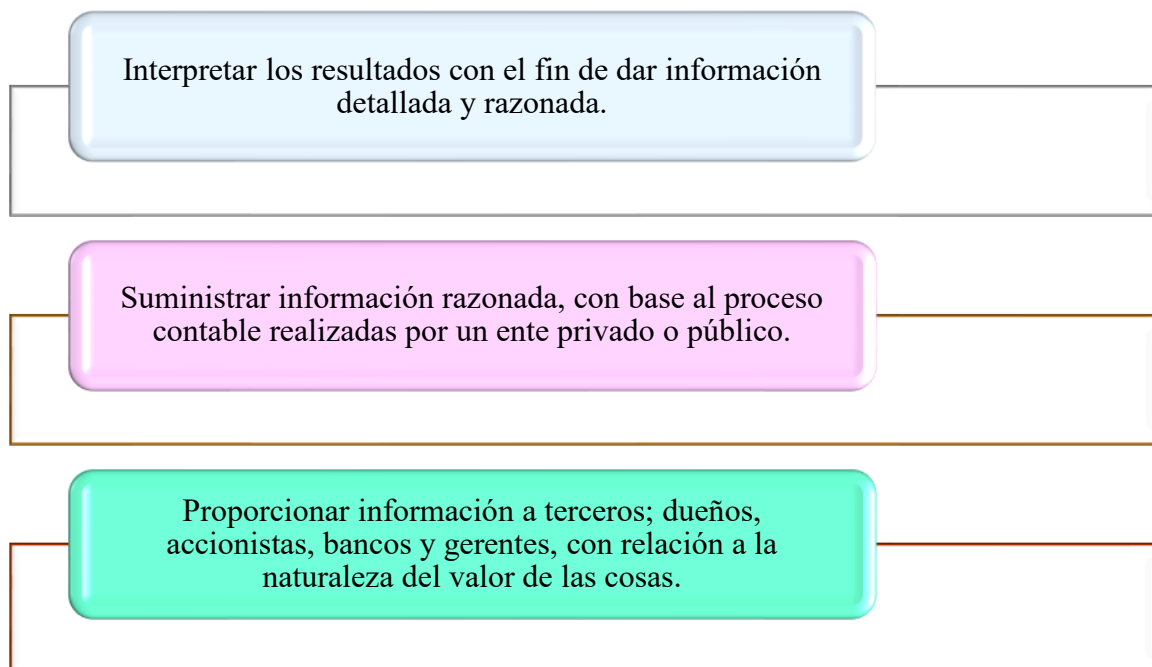 Interpretar los resultados con el fin de dar información
detallada y razonada.
Suministrar información razonada, con base al proceso
contable realizadas por un ente privado o público.
Proporcionar información a terceros; dueños,
accionistas, bancos y gerentes, con relación a la
naturaleza del valor de las cosas.